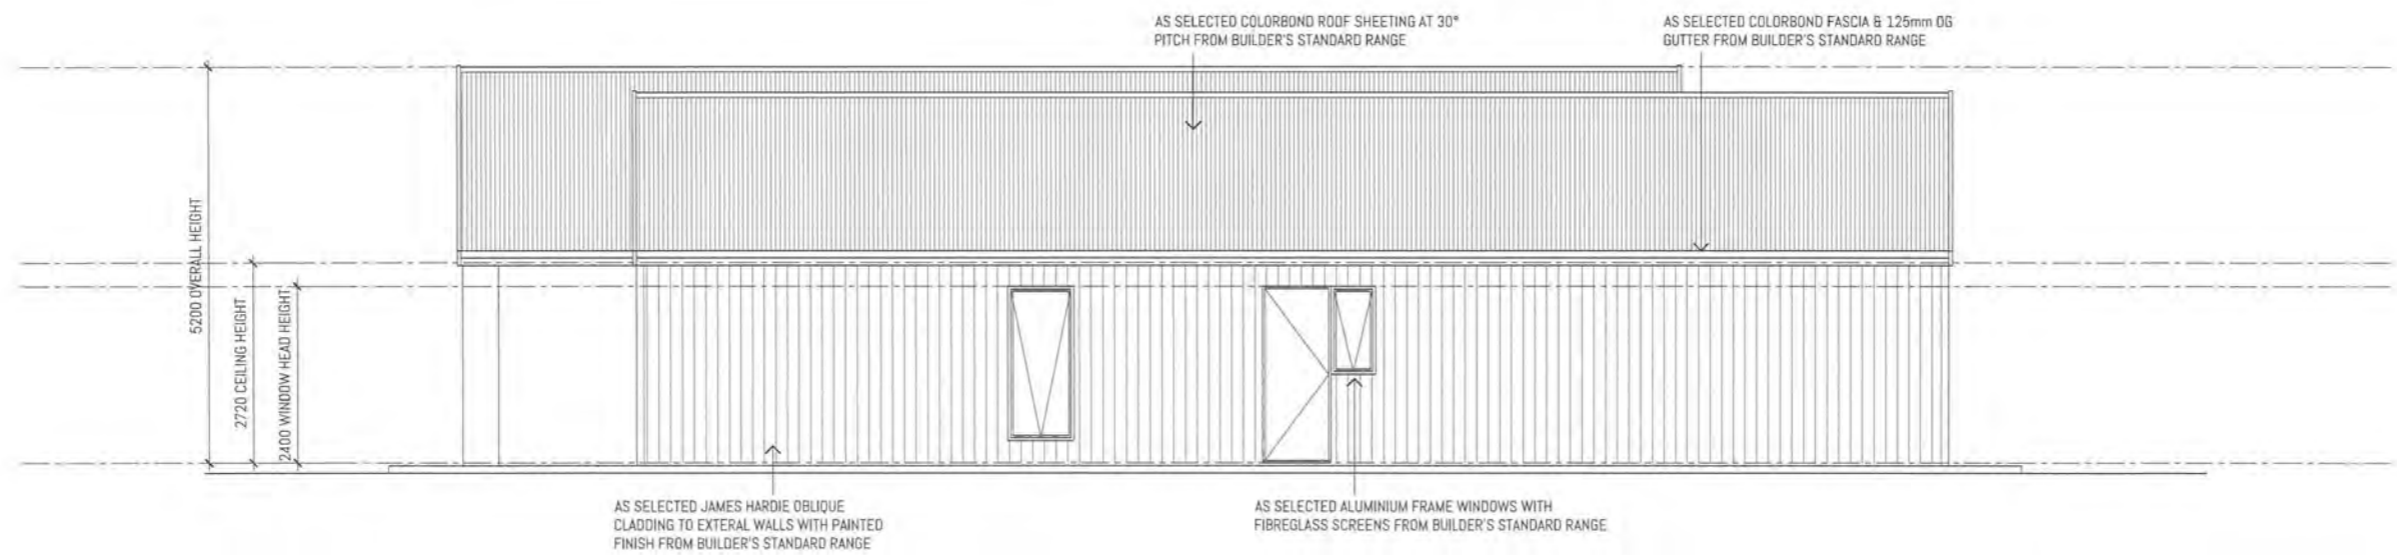 AS SELECTED COLORBOND ROOF SHEETING AT 30°
PITCH FROM BUILDER'S STANDARD RANGE
AS SELECTED COLORBOND FASCIA & 125mm OG
GUTTER FROM BUILDER'S STANDARD RANGE
5200 OVERALL HEIGHT
2720 CEILING HEIGHT
2400 WINDOW HEAD HEIGHT
AS SELECTED JAMES HARDIE OBLIQUE
CLADDING TO EXTERAL WALLS WITH PAINTED
FINISH FROM BUILDER'S STANDARD RANGE
AS SELECTED ALUMINIUM FRAME WINDOWS WITH
FIBREGLASS SCREENS FROM BUILDER'S STANDARD RANGE